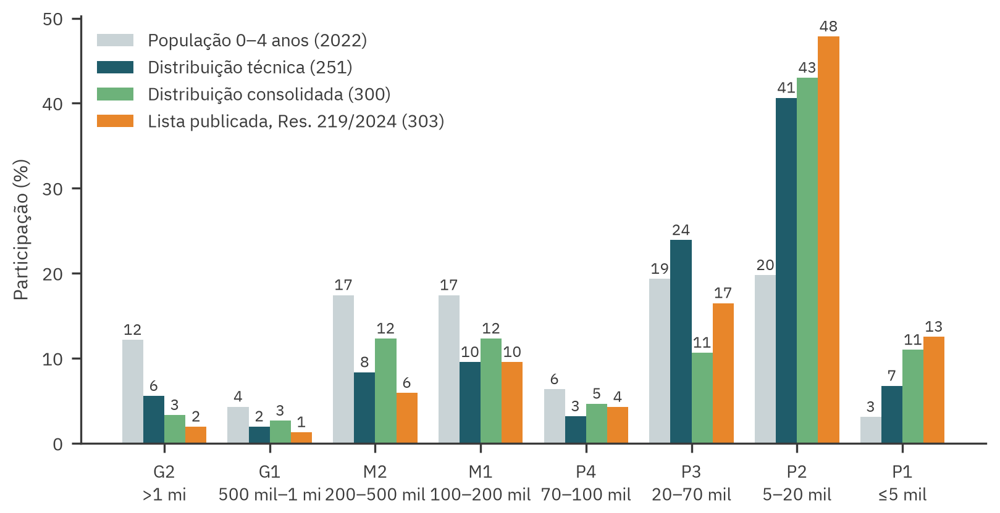 População 0–4 anos (2022)
Distribuição técnica (251)
Distribuição consolidada (300)
Lista publicada, Res. 219/2024 (303)
Participação (%)
50
40
30
20
10
0
12
6
3
2
4
2
3
1
17
8
12
6
17
10
12
10
6
3
5
4
19
24
11
17
20
41
43
48
3
7
11
13
G2
>1 mi
G1
500 mil–1 mi
M2
200–500 mil
M1
100–200 mil
P4
70–100 mil
P3
20–70 mil
P2
5–20 mil
P1
≤5 mil